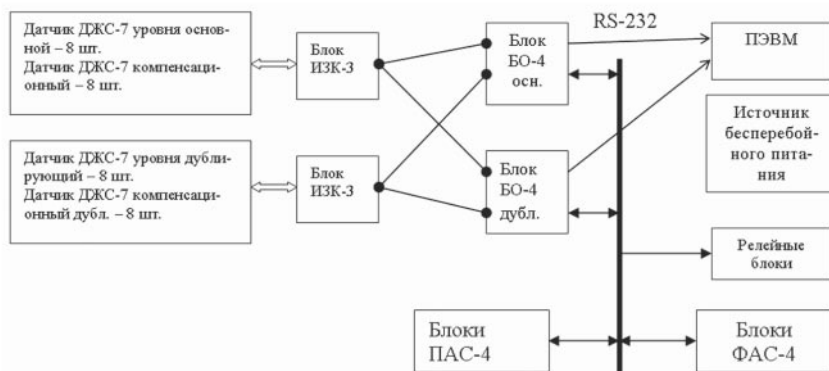 Датчик ДЖС-7 уровня основ-
ной – 8 шт.
Датчик ДЖС-7 компенсаци-
онный – 8 шт.
Блок
ИЗК-3
Блок
БО-4
осн.
RS-232
ПЭВМ
Источник
бесперебой-
ного пита-
ния
Датчик ДЖС-7 уровня дубли-
рующий – 8 шт.
Датчик ДЖС-7 компенсаци-
онный дубл. – 8 шт.
Блок
ИЗК-3
Блок
БО-4
дубл.
Релейные
блоки
Блоки
ПАС-4
Блоки
ФАС-4